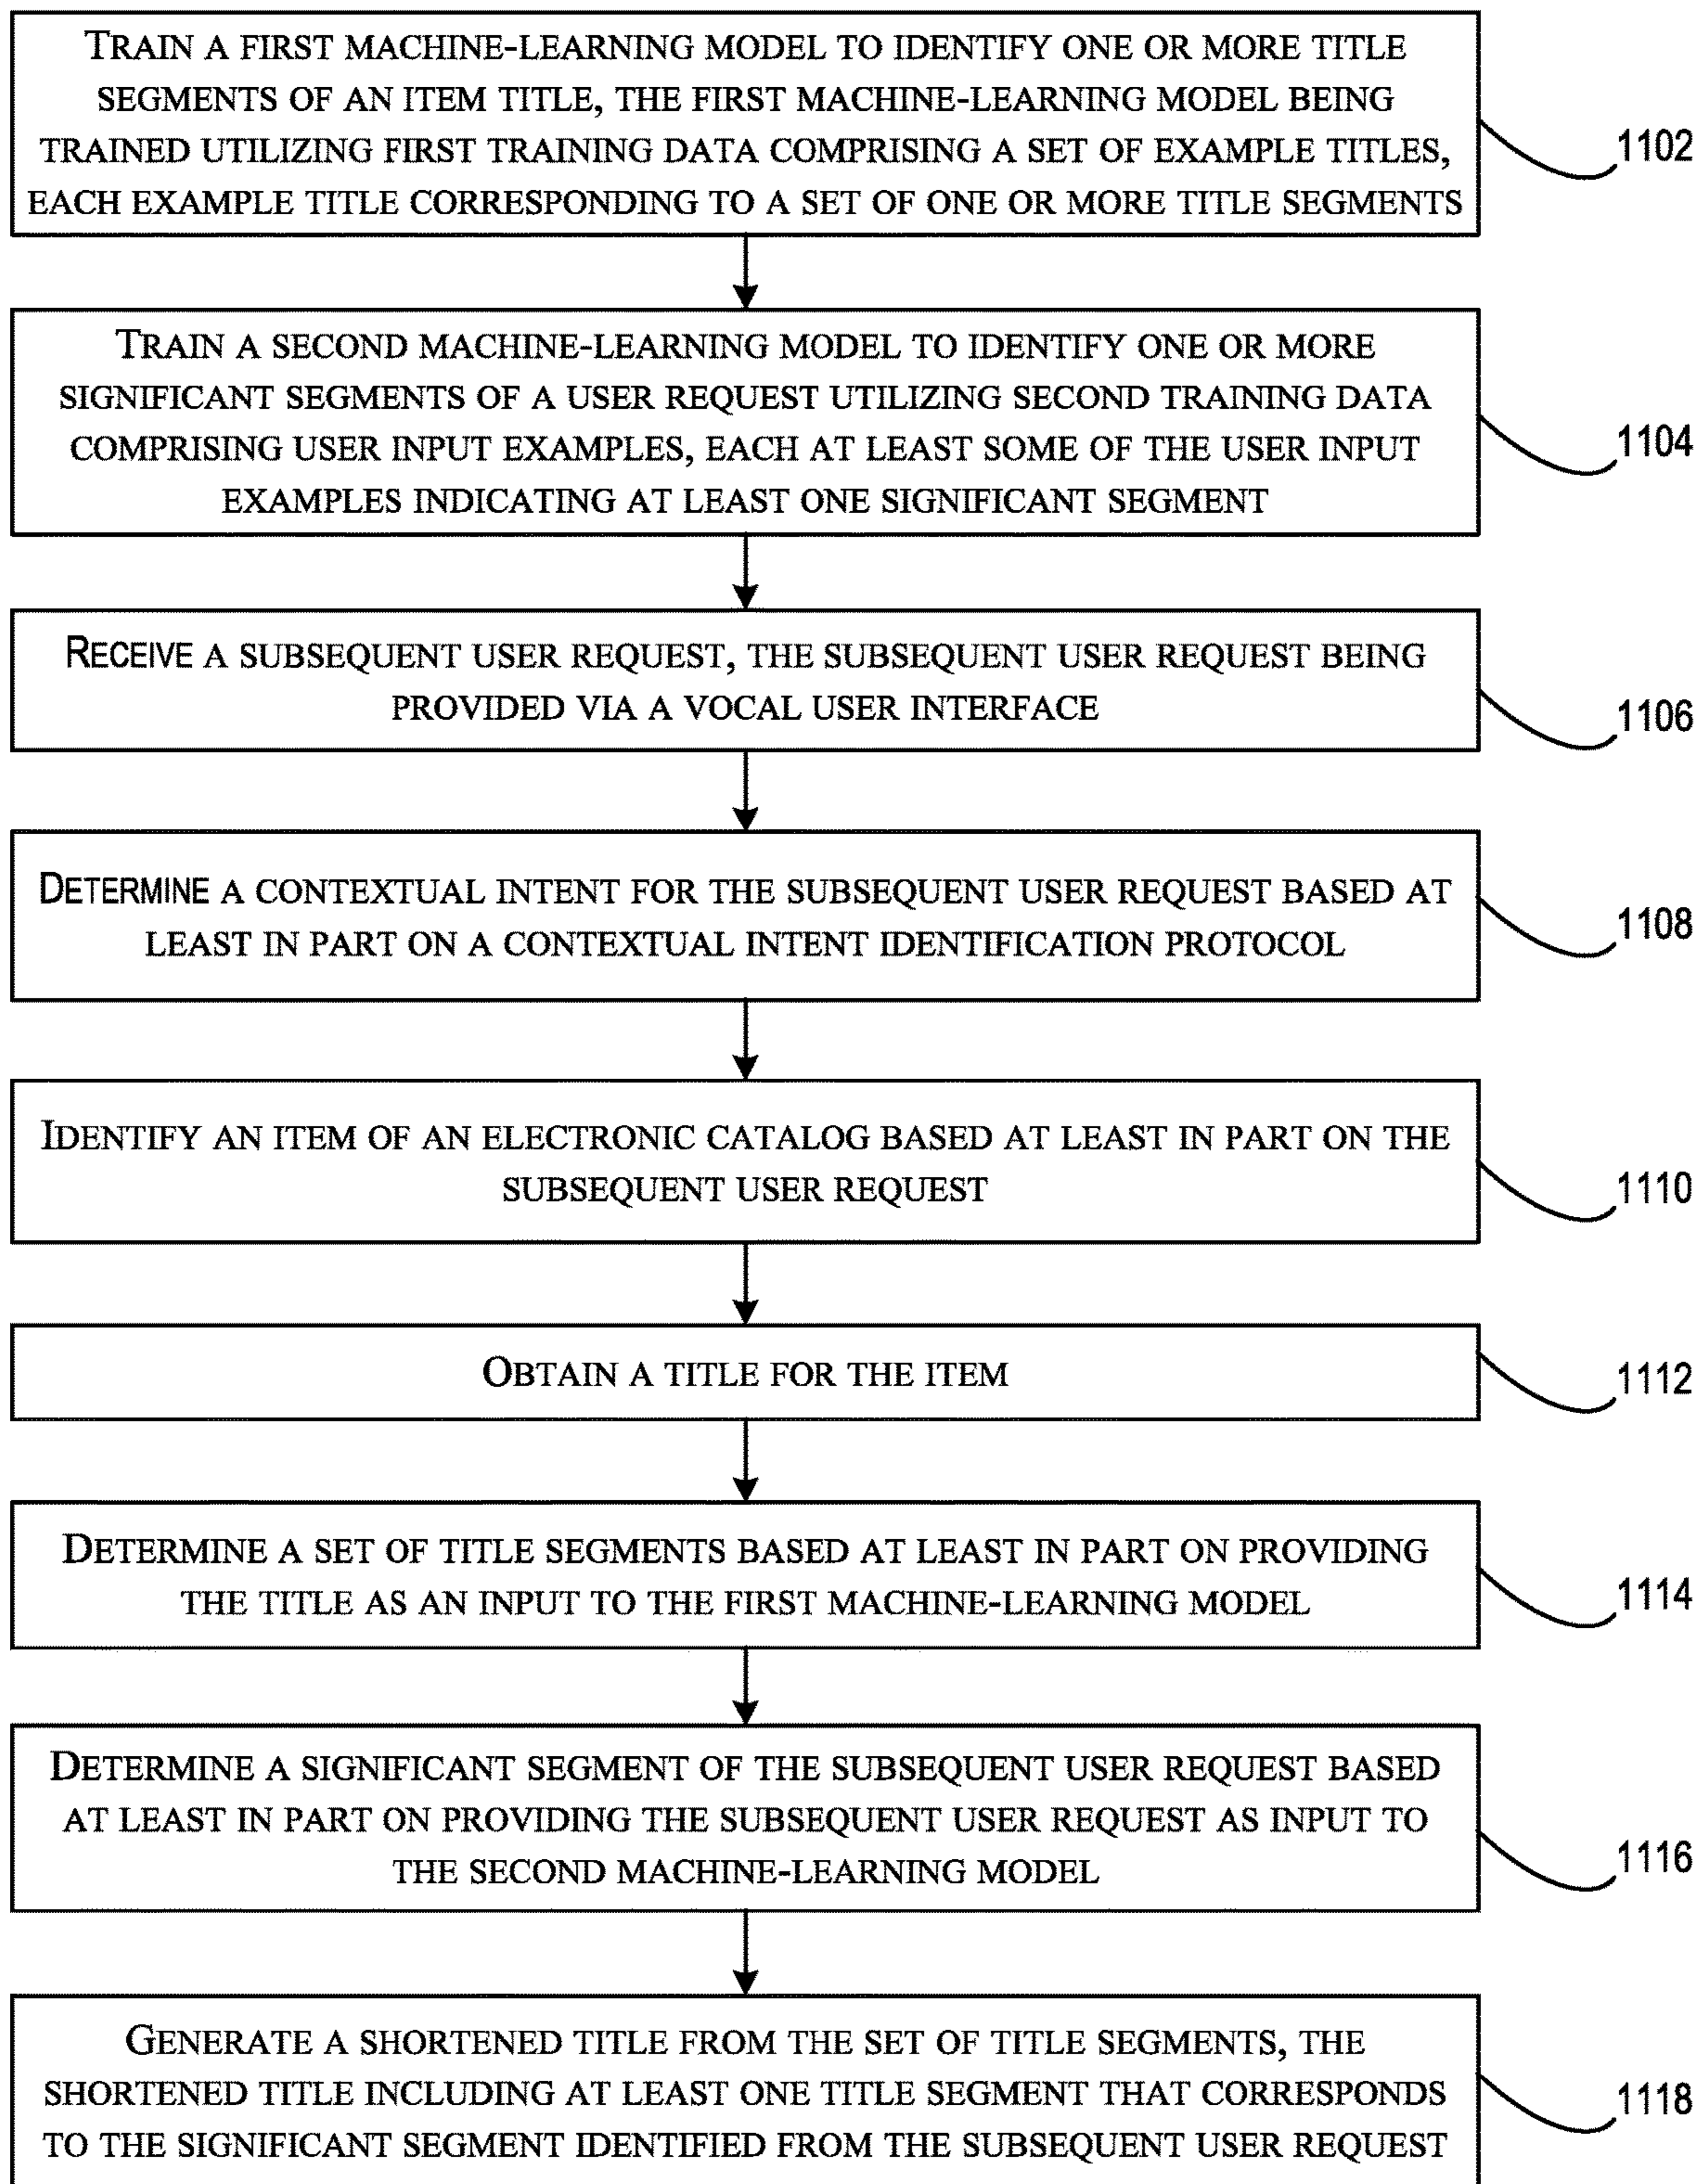 TRAIN A FIRST MACHINE-LEARNING MODEL TO IDENTIFY ONE OR MORE TITLE
SEGMENTS OF AN ITEM TITLE, THE FIRST MACHINE-LEARNING MODEL BEING
TRAINED UTILIZING FIRST TRAINING DATA COMPRISING A SET OF EXAMPLE TITLES,
EACH EXAMPLE TITLE CORRESPONDING TO A SET OF ONE OR MORE TITLE SEGMENTS
1102
TRAIN A SECOND MACHINE-LEARNING MODEL TO IDENTIFY ONE OR MORE
SIGNIFICANT SEGMENTS OF A USER REQUEST UTILIZING SECOND TRAINING DATA
COMPRISING USER INPUT EXAMPLES, EACH AT LEAST SOME OF THE USER INPUT
EXAMPLES INDICATING AT LEAST ONE SIGNIFICANT SEGMENT
1104
RECEIVE A SUBSEQUENT USER REQUEST, THE SUBSEQUENT USER REQUEST BEING
PROVIDED VIA A VOCAL USER INTERFACE
1106
DETERMINE A CONTEXTUAL INTENT FOR THE SUBSEQUENT USER REQUEST BASED AT
LEAST IN PART ON A CONTEXTUAL INTENT IDENTIFICATION PROTOCOL
1108
IDENTIFY AN ITEM OF AN ELECTRONIC CATALOG BASED AT LEAST IN PART ON THE
SUBSEQUENT USER REQUEST
1110
OBTAIN A TITLE FOR THE ITEM
1112
DETERMINE A SET OF TITLE SEGMENTS BASED AT LEAST IN PART ON PROVIDING
THE TITLE AS AN INPUT TO THE FIRST MACHINE-LEARNING MODEL
1114
DETERMINE A SIGNIFICANT SEGMENT OF THE SUBSEQUENT USER REQUEST BASED
AT LEAST IN PART ON PROVIDING THE SUBSEQUENT USER REQUEST AS INPUT TO
THE SECOND MACHINE-LEARNING MODEL
1116
GENERATE A SHORTENED TITLE FROM THE SET OF TITLE SEGMENTS, THE
SHORTENED TITLE INCLUDING AT LEAST ONE TITLE SEGMENT THAT CORRESPONDS
TO THE SIGNIFICANT SEGMENT IDENTIFIED FROM THE SUBSEQUENT USER REQUEST
1118